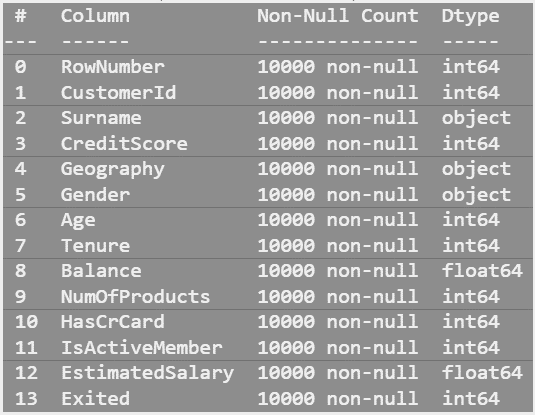 #   Column           Non-Null Count  Dtype
---  ------           --------------  -----
0   RowNumber        10000 non-null  int64
1   CustomerId       10000 non-null  int64
2   Surname          10000 non-null  object
3   CreditScore      10000 non-null  int64
4   Geography        10000 non-null  object
5   Gender           10000 non-null  object
6   Age              10000 non-null  int64
7   Tenure           10000 non-null  int64
8   Balance          10000 non-null  float64
9   NumOfProducts    10000 non-null  int64
10  HasCrCard        10000 non-null  int64
11  IsActiveMember   10000 non-null  int64
12  EstimatedSalary  10000 non-null  float64
13  Exited           10000 non-null  int64